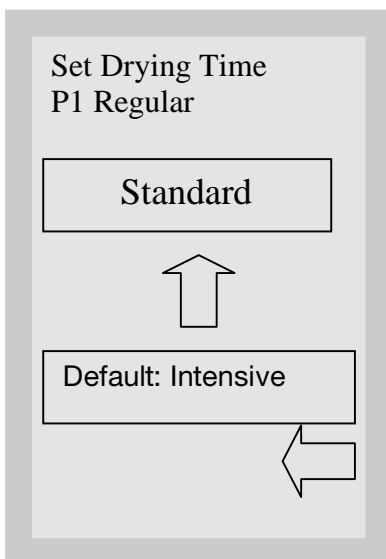 Set Drying Time
P1 Regular
Standard
Default: Intensive